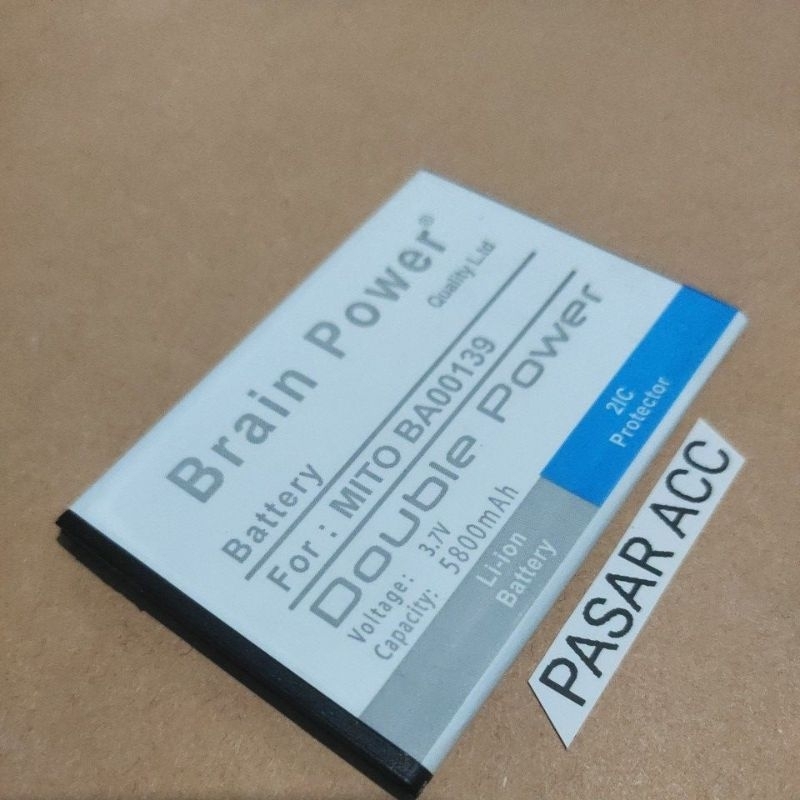 Brain Power®
Quality L.td
Battery
For : MITO BA00139
Double Power
Voltage: 3.7V
Capacity: 5800mAh
Li-ion
Battery
2IC
Protector
PASAR ACC